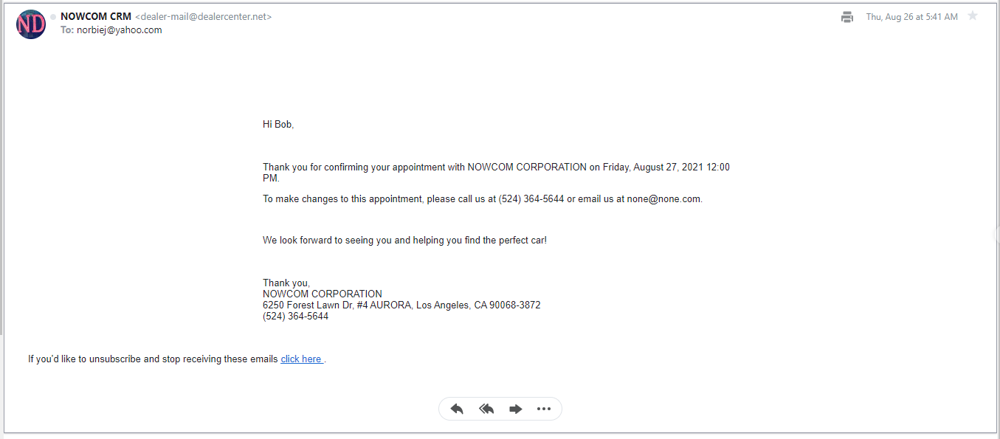 ND
NOWCOM CRM <dealer-mail@dealercenter.net>
Thu, Aug 26 at 5:41 AM
To: norbiej@yahoo.com
Hi Bob,
Thank you for confirming your appointment with NOWCOM CORPORATION on Friday, August 27, 2021 12:00
PM.
To make changes to this appointment, please call us at (524) 364-5644 or email us at none@none.com.
We look forward to seeing you and helping you find the perfect car!
Thank you,
NOWCOM CORPORATION
6250 Forest Lawn Dr, #4 AURORA, Los Angeles, CA 90068-3872
(524) 364-5644
If you'd like to unsubscribe and stop receiving these emails click here .